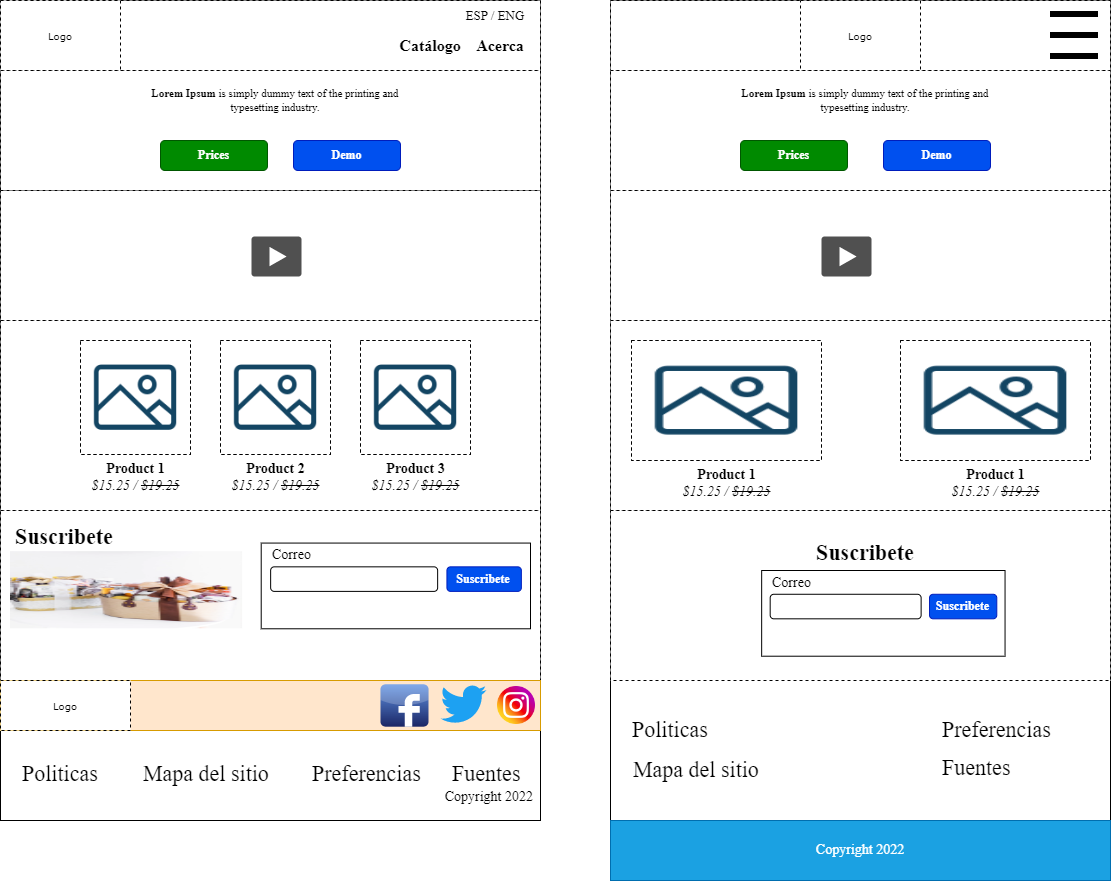 Logo
ESP / ENG
Catálogo Acerca
Lorem Ipsum is simply dummy text of the printing and
typesetting industry.
Prices
Demo
Product 1
$15.25 / $19.25
Product 2
$15.25 / $19.25
Product 3
$15.25 / $19.25
Suscribete
Correo
Suscribete
Logo
Politicas
Mapa del sitio
Preferencias
Fuentes
Copyright 2022
Logo
Lorem Ipsum is simply dummy text of the printing and
typesetting industry.
Prices
Demo
Product 1
$15.25 / $19.25
Product 1
$15.25 / $19.25
Suscribete
Correo
Suscribete
Politicas
Preferencias
Mapa del sitio
Fuentes
Copyright 2022